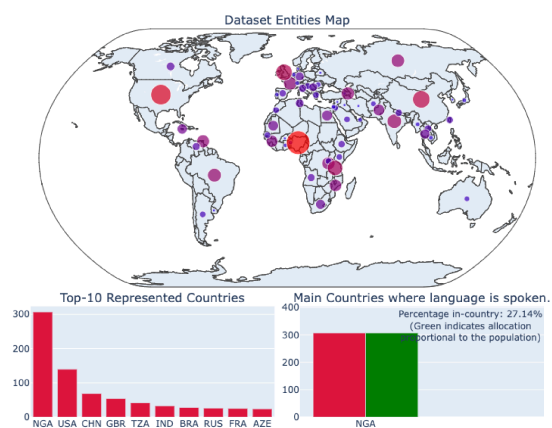 Dataset Entities Map
Top-10 Represented Countries
300
200
100
0
NGA USA CHN GBR TZA IND BRA RUS FRA AZE
Main Countries where language is spoken.
Percentage in-country: 27.14%
(Green indicates allocation
proportional to the population)
400
300
200
100
0
NGA